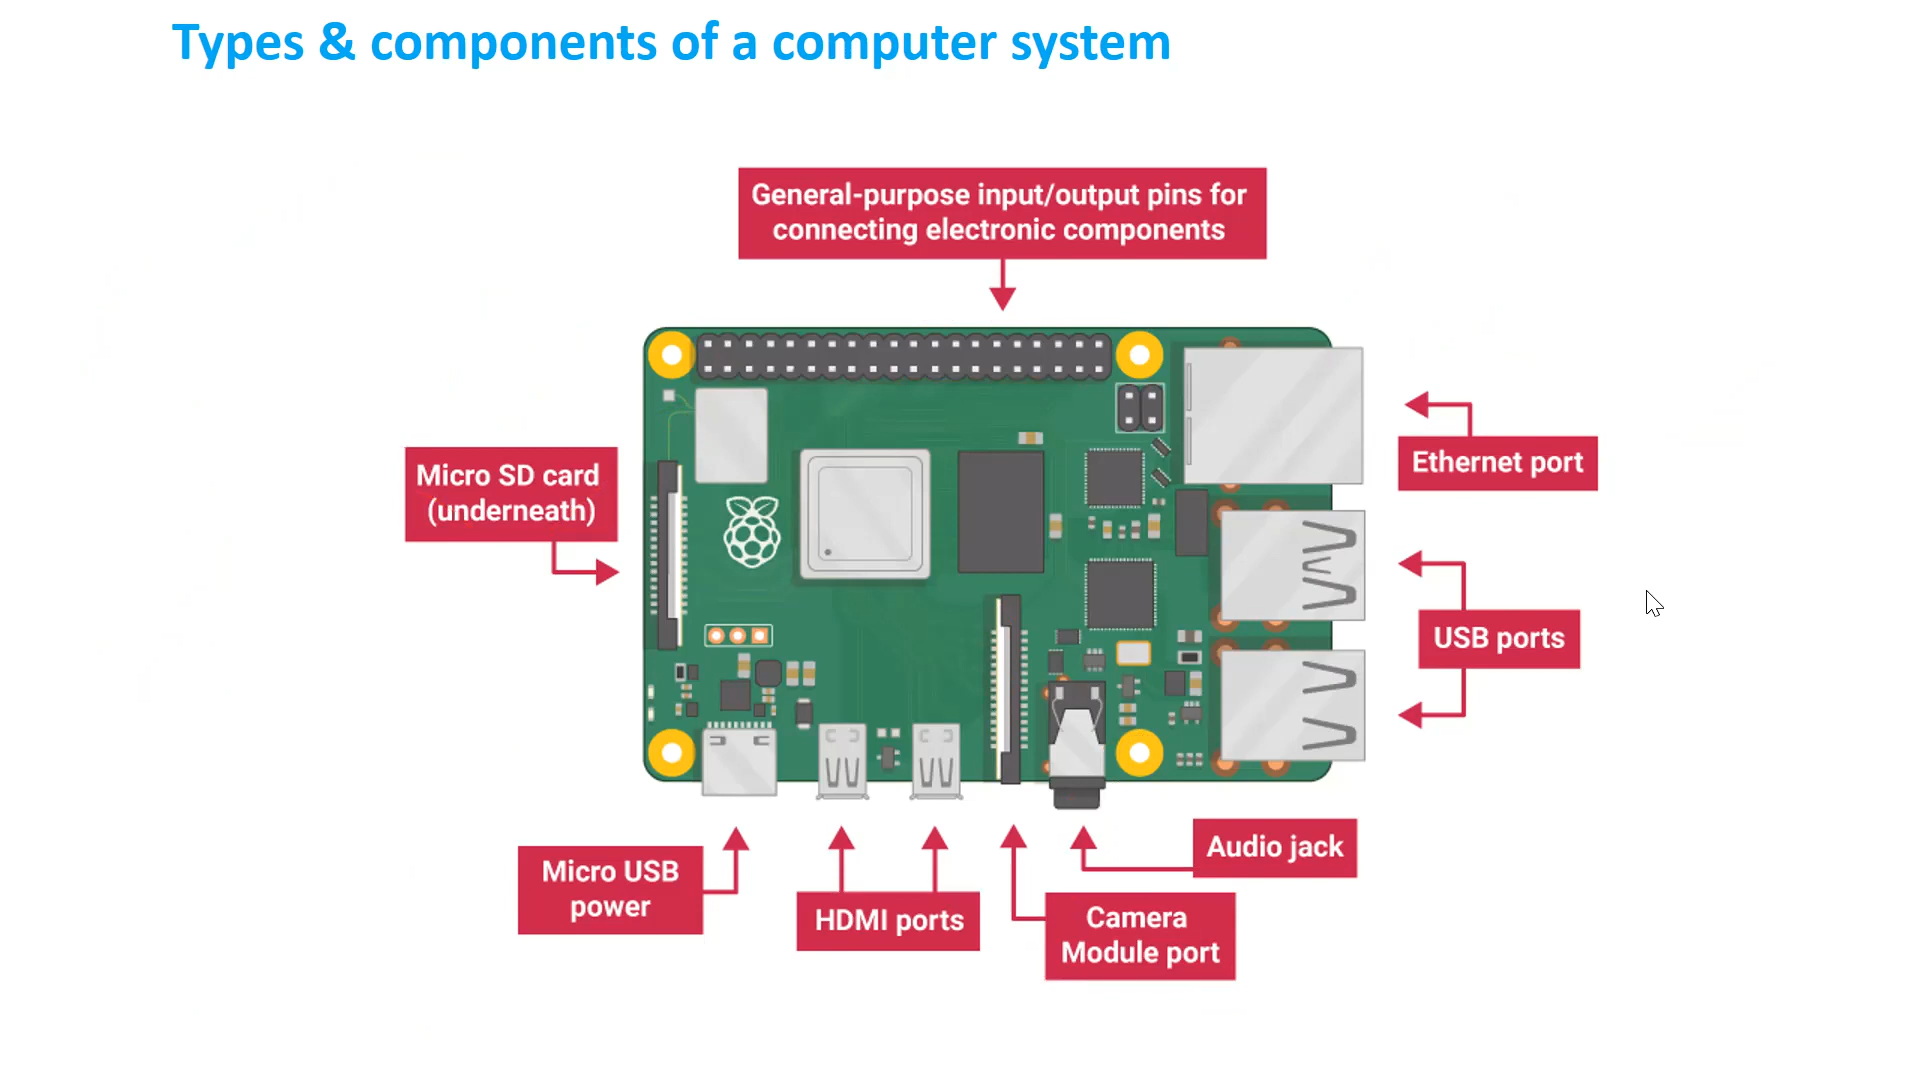 Types & components of a computer system
General-purpose input/output pins for
connecting electronic components
Micro SD card
(underneath)
Ethernet port
USB ports
Micro USB
power
HDMI ports
Camera
Module port
Audio jack